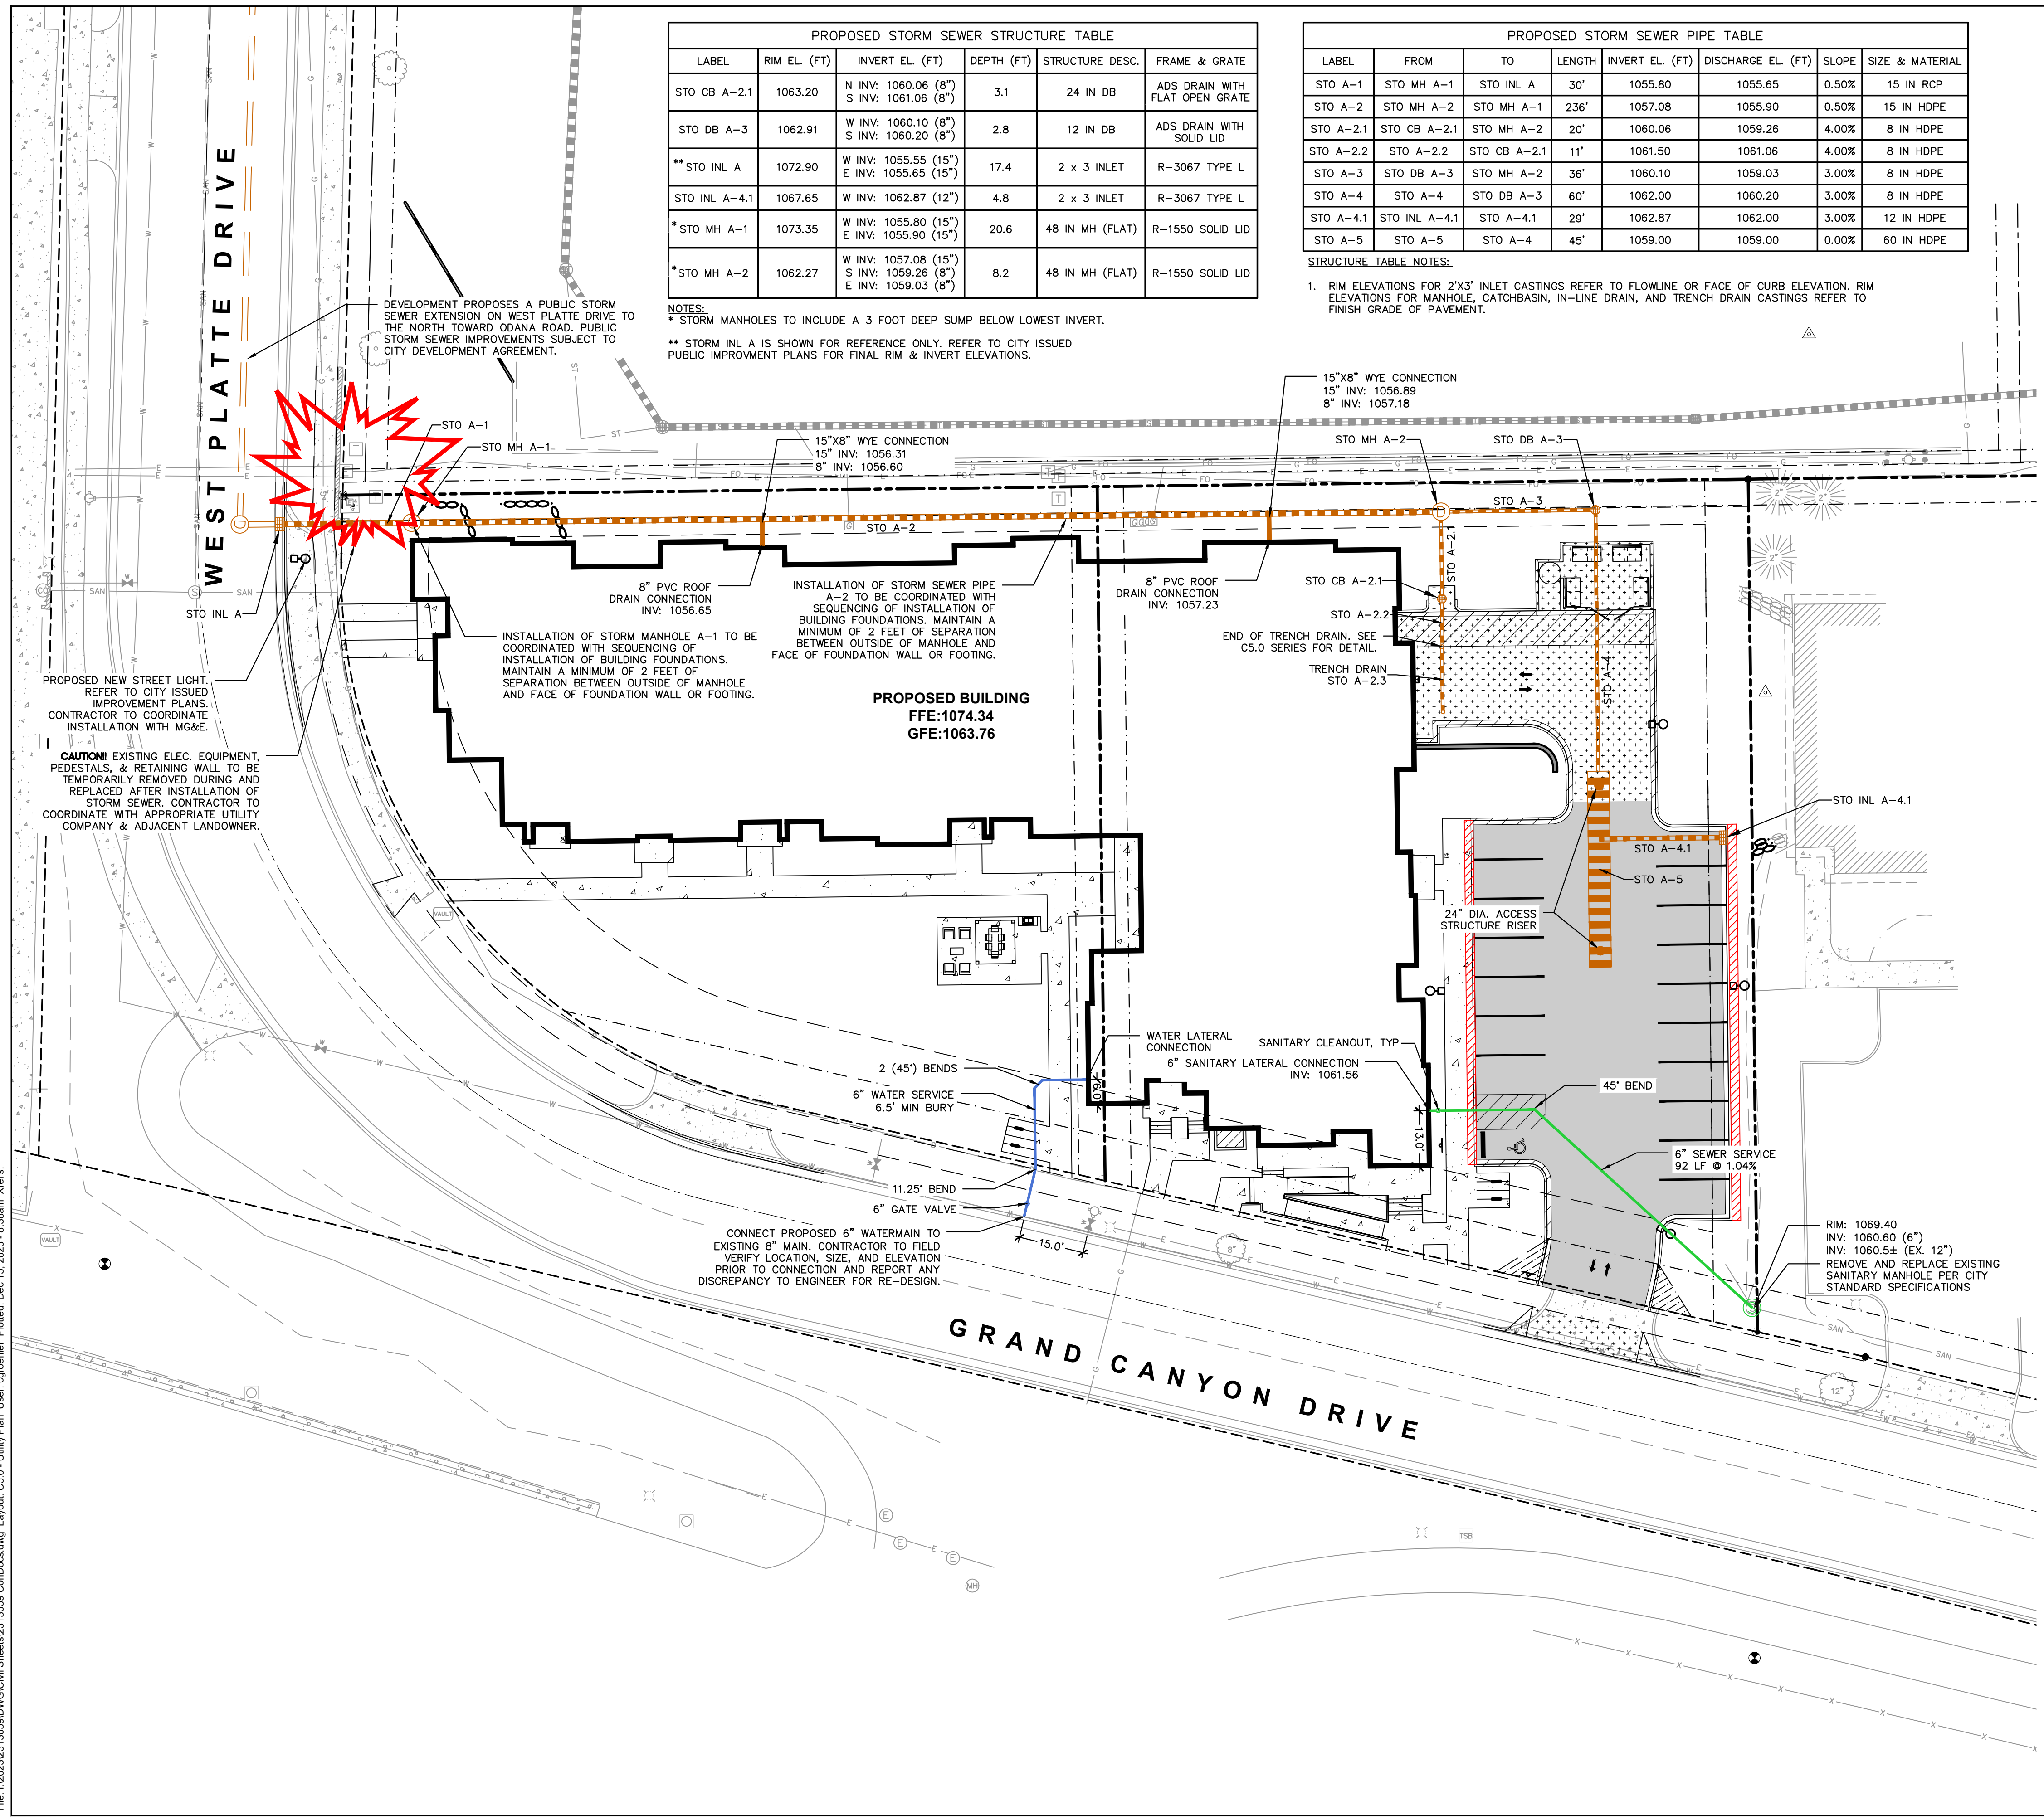 PROPOSED STORM SEWER STRUCTURE TABLE
LABEL RIM EL. (FT) INVERT EL. (FT) DEPTH (FT) STRUCTURE DESC. FRAME & GRATE
STO CB A-2.1 1063.20 N INV: 1060.06 (8") S INV: 1061.06 (8") 3.1 24 IN DB ADS DRAIN WITH FLAT OPEN GRATE
STO DB A-3 1062.91 W INV: 1060.10 (8") S INV: 1060.20 (8") 2.8 12 IN DB ADS DRAIN WITH SOLID LID
** STO INL A 1072.90 W INV: 1055.55 (15") E INV: 1055.65 (15") 17.4 2 x 3 INLET R-3067 TYPE L
STO INL A-4.1 1067.65 W INV: 1062.87 (12") 4.8 2 x 3 INLET R-3067 TYPE L
* STO MH A-1 1073.35 W INV: 1055.80 (15") E INV: 1055.90 (15") 20.6 48 IN MH (FLAT) R-1550 SOLID LID
* STO MH A-2 1062.27 W INV: 1057.08 (15") S INV: 1059.26 (8") E INV: 1059.03 (8") 8.2 48 IN MH (FLAT) R-1550 SOLID LID
NOTES:
* STORM MANHOLES TO INCLUDE A 3 FOOT DEEP SUMP BELOW LOWEST INVERT.
** STORM INL A IS SHOWN FOR REFERENCE ONLY. REFER TO CITY ISSUED
PUBLIC IMPROVMENT PLANS FOR FINAL RIM & INVERT ELEVATIONS.
PROPOSED STORM SEWER PIPE TABLE
LABEL FROM TO LENGTH INVERT EL. (FT) DISCHARGE EL. (FT) SLOPE SIZE & MATERIAL
STO A-1 STO MH A-1 STO INL A 30' 1055.80 1055.65 0.50% 15 IN RCP
STO A-2 STO MH A-2 STO MH A-1 236' 1057.08 1055.90 0.50% 15 IN HDPE
STO A-2.1 STO CB A-2.1 STO MH A-2 20' 1060.06 1059.26 4.00% 8 IN HDPE
STO A-2.2 STO A-2.2 STO CB A-2.1 11' 1061.50 1061.06 4.00% 8 IN HDPE
STO A-3 STO DB A-3 STO MH A-2 36' 1060.10 1059.03 3.00% 8 IN HDPE
STO A-4 STO A-4 STO DB A-3 60' 1062.00 1060.20 3.00% 8 IN HDPE
STO A-4.1 STO INL A-4.1 STO A-4.1 29' 1062.87 1062.00 3.00% 12 IN HDPE
STO A-5 STO A-5 STO A-4 45' 1059.00 1059.00 0.00% 60 IN HDPE
STRUCTURE TABLE NOTES:
1. RIM ELEVATIONS FOR 2'X3' INLET CASTINGS REFER TO FLOWLINE OR FACE OF CURB ELEVATION. RIM
ELEVATIONS FOR MANHOLE, CATCHBASIN, IN-LINE DRAIN, AND TRENCH DRAIN CASTINGS REFER TO
FINISH GRADE OF PAVEMENT.
WEST PLATTE DRIVE
DEVELOPMENT PROPOSES A PUBLIC STORM
SEWER EXTENSION ON WEST PLATTE DRIVE TO
THE NORTH TOWARD ODANA ROAD. PUBLIC
STORM SEWER IMPROVEMENTS SUBJECT TO
CITY DEVELOPMENT AGREEMENT.
STO A-1
STO MH A-1
15"X8" WYE CONNECTION
15" INV: 1056.31
8" INV: 1056.60
15"X8" WYE CONNECTION
15" INV: 1056.89
8" INV: 1057.18
STO MH A-2
STO DB A-3
STO A-3
STO A-2
STO A-2.1
STO INL A
8" PVC ROOF
DRAIN CONNECTION
INV: 1056.65
INSTALLATION OF STORM SEWER PIPE
A-2 TO BE COORDINATED WITH
SEQUENCING OF INSTALLATION OF
BUILDING FOUNDATIONS. MAINTAIN A
MINIMUM OF 2 FEET OF SEPARATION
BETWEEN OUTSIDE OF MANHOLE AND
FACE OF FOUNDATION WALL OR FOOTING.
8" PVC ROOF
DRAIN CONNECTION
INV: 1057.23
STO CB A-2.1
STO A-2.2
END OF TRENCH DRAIN. SEE
C5.0 SERIES FOR DETAIL.
TRENCH DRAIN
STO A-2.3
STO A-4
INSTALLATION OF STORM MANHOLE A-1 TO BE
COORDINATED WITH SEQUENCING OF
INSTALLATION OF BUILDING FOUNDATIONS.
MAINTAIN A MINIMUM OF 2 FEET OF
SEPARATION BETWEEN OUTSIDE OF MANHOLE
AND FACE OF FOUNDATION WALL OR FOOTING.
PROPOSED NEW STREET LIGHT.
REFER TO CITY ISSUED
IMPROVEMENT PLANS.
CONTRACTOR TO COORDINATE
INSTALLATION WITH MG&E.
CAUTION!! EXISTING ELEC. EQUIPMENT,
PEDESTALS, & RETAINING WALL TO BE
TEMPORARILY REMOVED DURING AND
REPLACED AFTER INSTALLATION OF
STORM SEWER. CONTRACTOR TO
COORDINATE WITH APPROPRIATE UTILITY
COMPANY & ADJACENT LANDOWNER.
PROPOSED BUILDING
FFE:1074.34
GFE:1063.76
STO INL A-4.1
STO A-4.1
STO A-5
24" DIA. ACCESS
STRUCTURE RISER
WATER LATERAL
CONNECTION
SANITARY CLEANOUT, TYP
6" SANITARY LATERAL CONNECTION
INV: 1061.56
2 (45°) BENDS
6" WATER SERVICE
6.5' MIN BURY
6.0'
13.0'
45° BEND
6" SEWER SERVICE
92 LF @ 1.04%
11.25° BEND
6" GATE VALVE
CONNECT PROPOSED 6" WATERMAIN TO
EXISTING 8" MAIN. CONTRACTOR TO FIELD
VERIFY LOCATION, SIZE, AND ELEVATION
PRIOR TO CONNECTION AND REPORT ANY
DISCREPANCY TO ENGINEER FOR RE-DESIGN.
15.0'
RIM: 1069.40
INV: 1060.60 (6")
INV: 1060.5± (EX. 12")
REMOVE AND REPLACE EXISTING
SANITARY MANHOLE PER CITY
STANDARD SPECIFICATIONS
GRAND CANYON DRIVE
VAULT
VAULT
8"
12"
2"
2"
2"
TSB
MH
SAN
SAN
SAN
SAN
ST